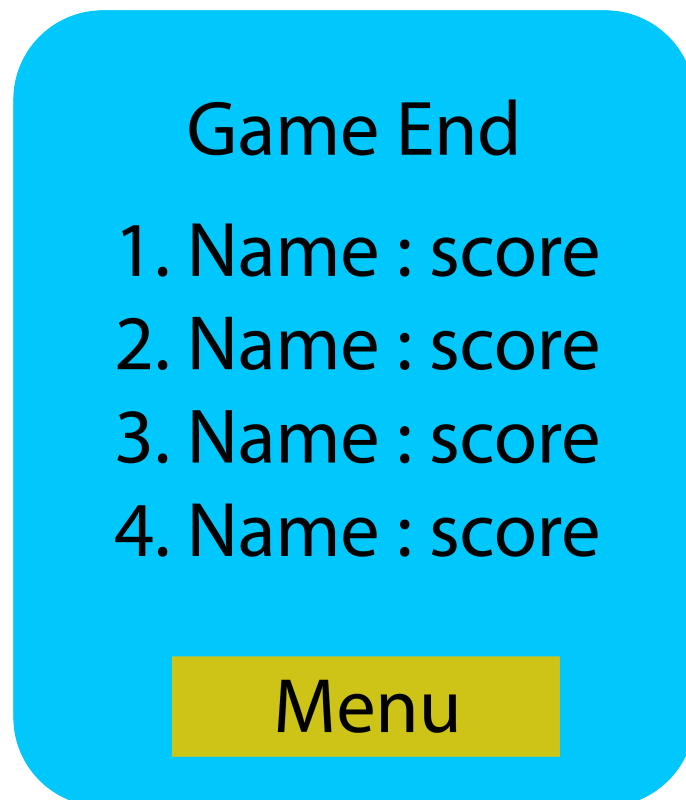 Game End
1. Name : score
2. Name : score
3. Name : score
4. Name : score
Menu